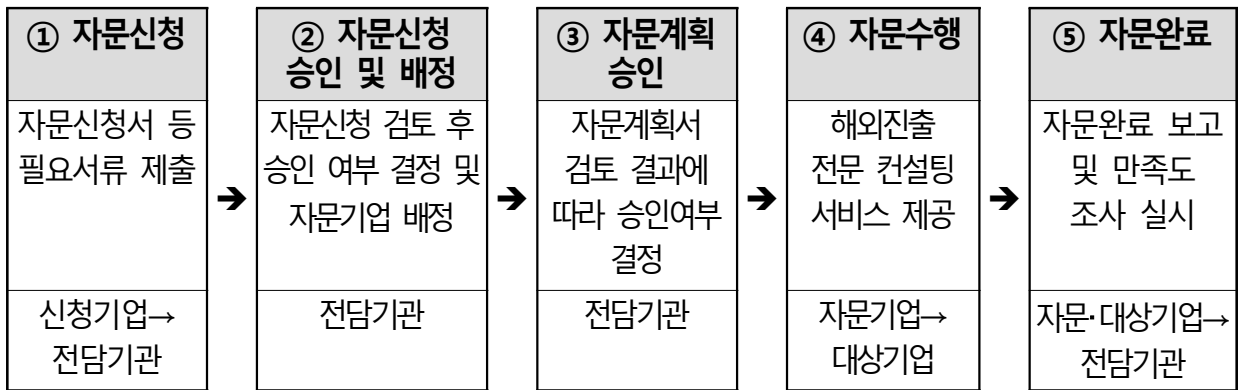 ① 자문신청
자문신청서 등
필요서류 제출
신청기업→
전담기관
➔
② 자문신청
승인 및 배정
자문신청 검토 후
승인 여부 결정 및
자문기업 배정
전담기관
➔
③ 자문계획
승인
자문계획서
검토 결과에
따라 승인여부
결정
전담기관
➔
④ 자문수행
해외진출
전문 컨설팅
서비스 제공
자문기업→
대상기업
➔
⑤ 자문완료
자문완료 보고
및 만족도
조사 실시
자문·대상기업→
전담기관